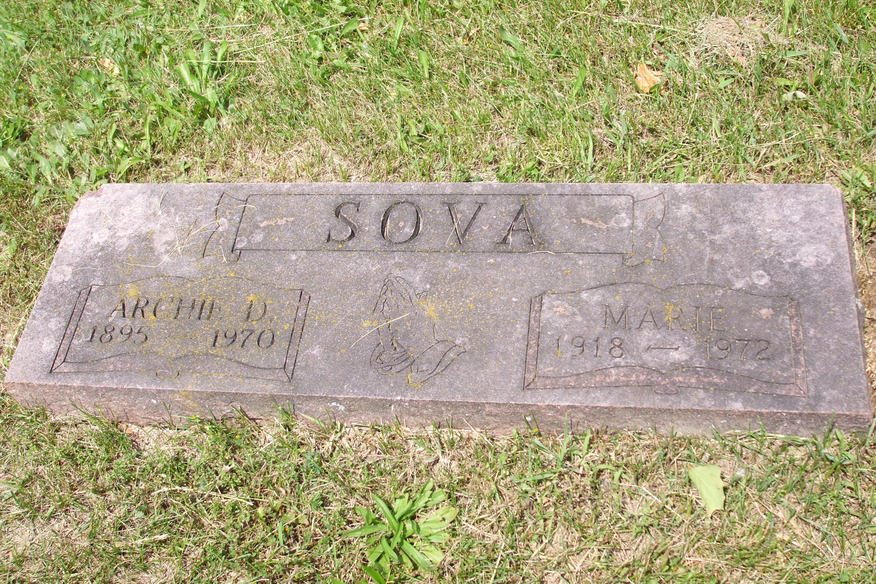 SOVA
ARCHIE D.
1895 - 1970
MARIE
1918 - 1972